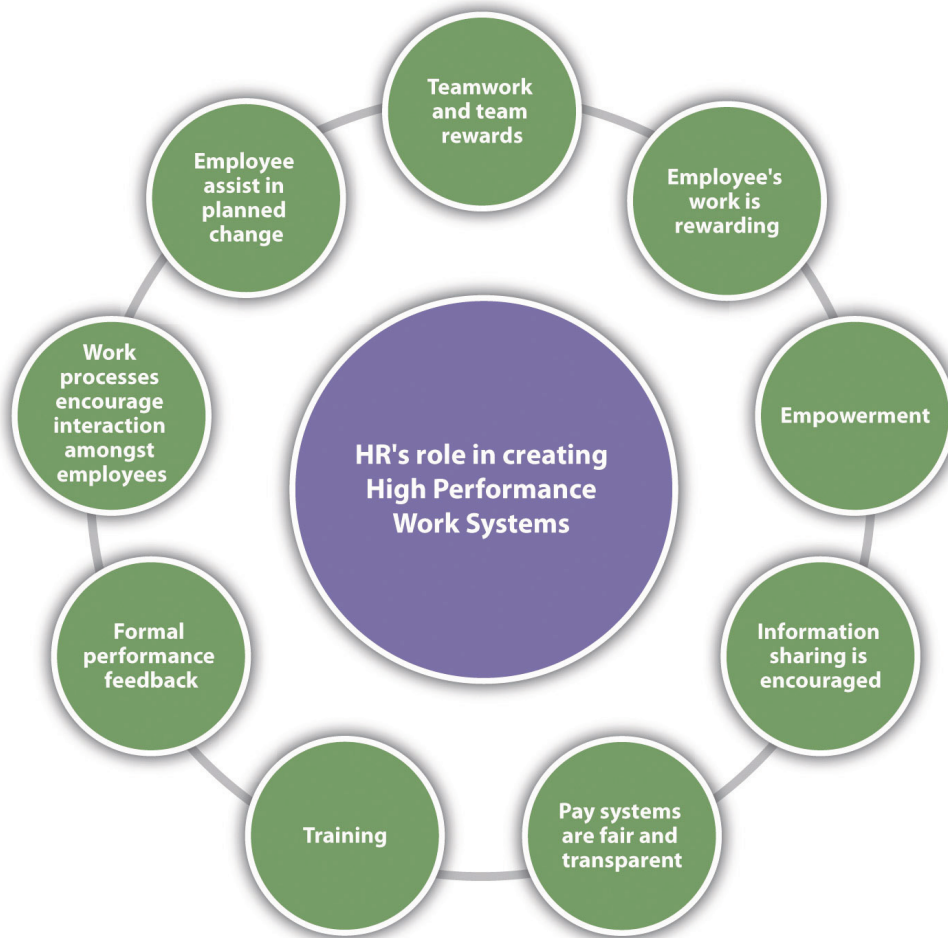 Teamwork
and team
rewards
Employee's
work is
rewarding
Empowerment
Information
sharing is
encouraged
Pay systems
are fair and
transparent
Training
Formal
performance
feedback
Work
processes
encourage
interaction
amongst
employees
Employee
assist in
planned
change
HR's role in creating
High Performance
Work Systems